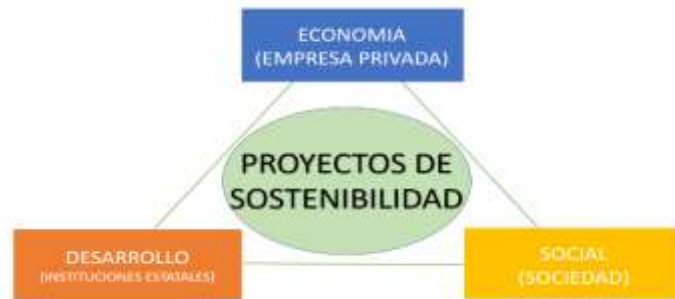 ECONOMIA
(EMPRESA PRIVADA)
PROYECTOS DE
SOSTENIBILIDAD
DESARROLLO
(INSTITUCIONES ESTATALES)
SOCIAL
(SOCIEDAD)